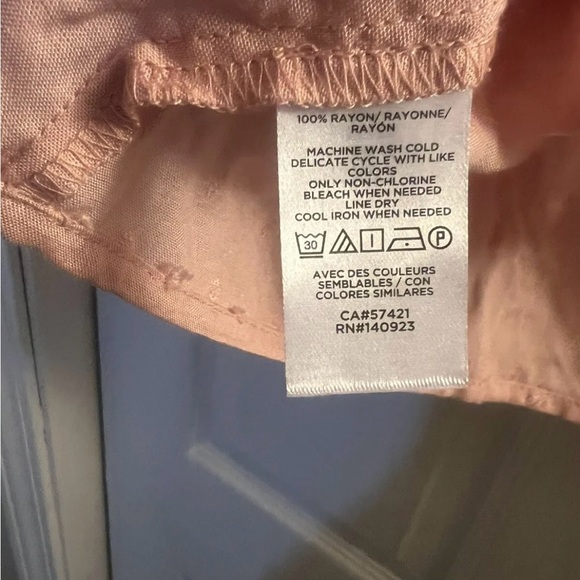 100% RAYON/ RAYONNE/
RAYÓN
MACHINE WASH COLD
DELICATE CYCLE WITH LIKE
COLORS
ONLY NON-CHLORINE
BLEACH WHEN NEEDED
LINE DRY
COOL IRON WHEN NEEDED
30 P
AVEC DES COULEURS
SEMBLABLES / CON
COLORES SIMILARES
CA#57421
RN#140923